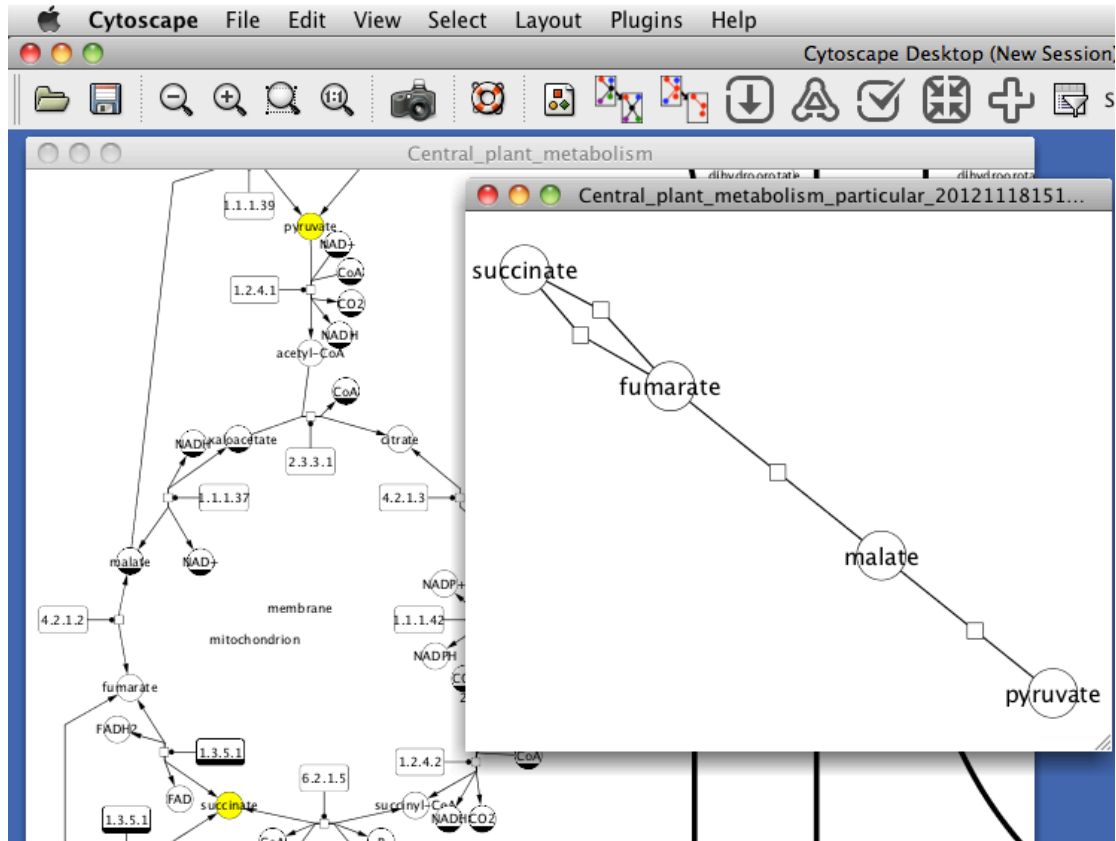 Cytoscape File Edit View Select Layout Plugins Help
Cytoscape Desktop (New Session)
1:1
S
Central_plant_metabolism
dihydroorotate
Central_plant_metabolism_particular_20121118151...
1.1.1.39
pyruvate
NAD+
CoA
1.2.4.1
CO2
NADH
acetyl-CoA
CoA
NADH
citrate
2.3.3.1
1.1.1.37
4.2.1.3
malate
NAD+
NADP+
membrane
4.2.1.2
1.1.1.42
mitochondrion
NADPH
fumarate
FADH2
1.3.5.1
1.2.4.2
CoA
6.2.1.5
FAD
succinate
succinyl-CoA
NADH
CO2
1.3.5.1
succinate
fumarate
malate
pyruvate